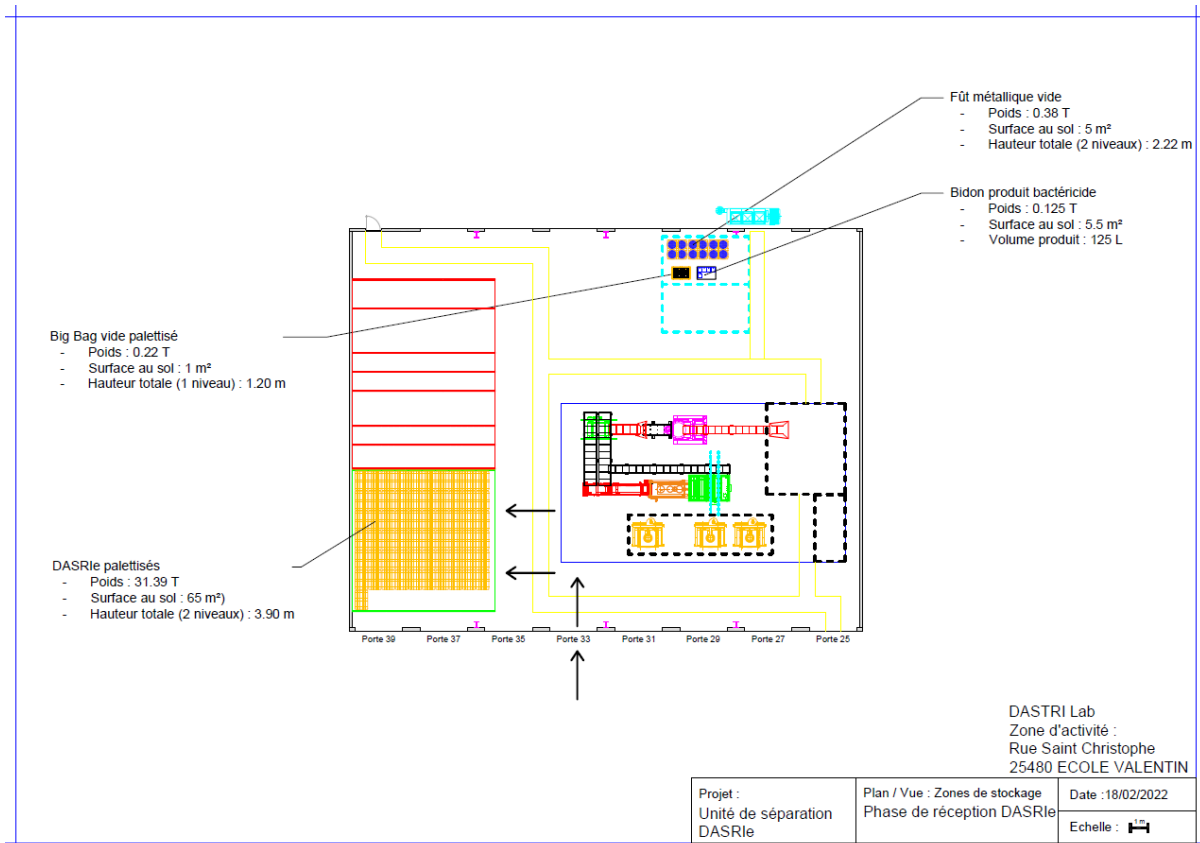 Fût métallique vide
- Poids : 0.38 T
- Surface au sol : 5 m²
- Hauteur totale (2 niveaux) : 2.22 m
Bidon produit bactéricide
- Poids : 0.125 T
- Surface au sol : 5.5 m²
- Volume produit : 125 L
Big Bag vide palettisé
- Poids : 0.22 T
- Surface au sol : 1 m²
- Hauteur totale (1 niveau) : 1.20 m
DASRIe palettisés
- Poids : 31.39 T
- Surface au sol : 65 m²)
- Hauteur totale (2 niveaux) : 3.90 m
Porte 39 Porte 37 Porte 35 Porte 33 Porte 31 Porte 29 Porte 27 Porte 25
DASTRI Lab
Zone d'activité :
Rue Saint Christophe
25480 ECOLE VALENTIN
Projet :
Unité de séparation
DASRIe
Plan / Vue : Zones de stockage
Phase de réception DASRIe
Date :18/02/2022
Echelle : 1 m